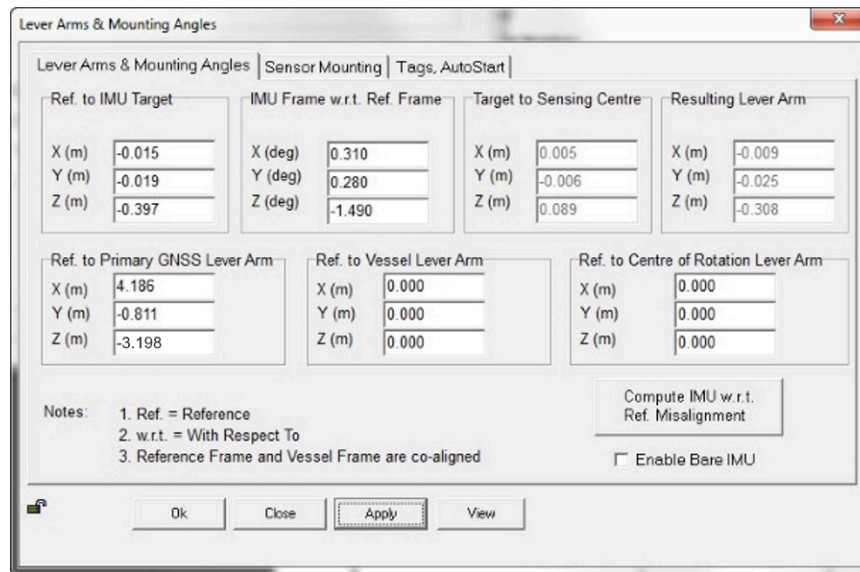 Lever Arms & Mounting Angles
x
Lever Arms & Mounting Angles Sensor Mounting Tags, AutoStart
Ref. to IMU Target IMU Frame w.r.t. Ref. Frame Target to Sensing Centre Resulting Lever Arm
X (m) -0.015 X (deg) 0.310 X (m) 0.005 X (m) -0.009
Y (m) -0.019 Y (deg) 0.280 Y (m) -0.006 Y (m) -0.025
Z (m) -0.397 Z (deg) -1.490 Z (m) 0.089 Z (m) -0.308
Ref. to Primary GNSS Lever Arm Ref. to Vessel Lever Arm Ref. to Centre of Rotation Lever Arm
X (m) 4.186 X (m) 0.000 X (m) 0.000
Y (m) -0.811 Y (m) 0.000 Y (m) 0.000
Z (m) -3.198 Z (m) 0.000 Z (m) 0.000
Notes: 1. Ref. = Reference
2. w.r.t. = With Respect To
3. Reference Frame and Vessel Frame are co-aligned
Compute IMU w.r.t.
Ref. Misalignment
Enable Bare IMU
Ok Close Apply View